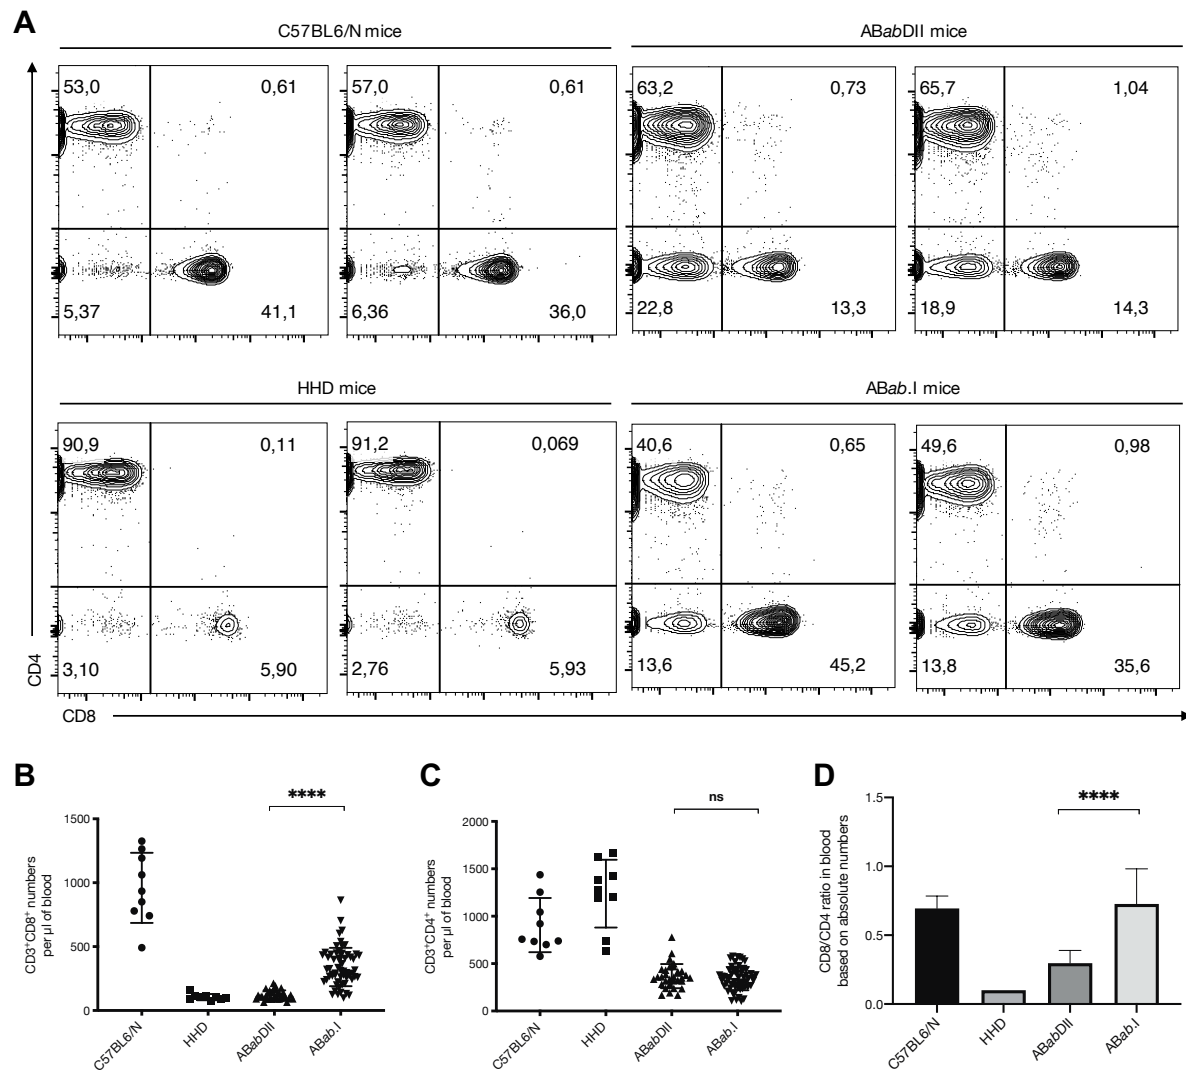 A
C57BL6/N mice
ABabDII mice
53,0
0,61
57,0
0,61
63,2
0,73
65,7
1,04
5,37
41,1
6,36
36,0
22,8
13,3
18,9
14,3
HHD mice
ABab.I mice
90,9
0,11
91,2
0,069
40,6
0,65
49,6
0,98
3,10
5,90
2,76
5,93
13,6
45,2
13,8
35,6
CD4
CD8
B
****
CD3+CD8+ numbers
per µl of blood
1500
1000
500
0
C57BL6/N
HHD
ABabDII
ABab.I
C
ns
CD3+CD4+ numbers
per µl of blood
2000
1500
1000
500
0
C57BL6/N
HHD
ABabDII
ABab.I
D
****
CD8/CD4 ratio in blood
based on absolute numbers
1.5
1.0
0.5
0.0
C57BL6/N
HHD
ABabDII
ABab.I